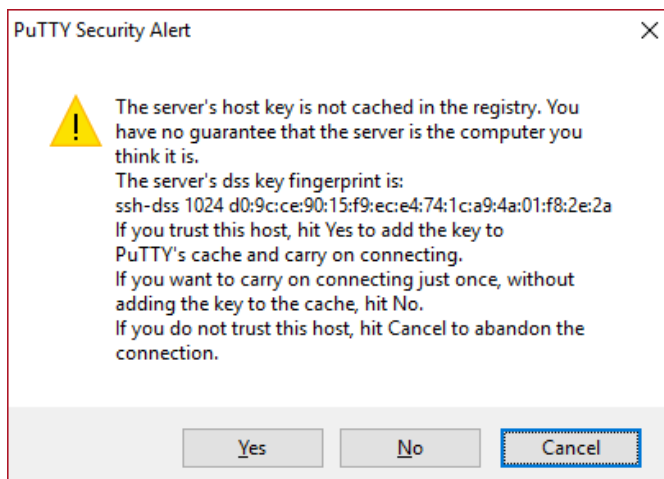 PuTTY Security Alert
The server's host key is not cached in the registry. You
have no guarantee that the server is the computer you
think it is.
The server's dss key fingerprint is:
ssh-dss 1024 d0:9c:ce:90:15:f9:ec:e4:74:1c:a9:4a:01:f8:2e:2a
If you trust this host, hit Yes to add the key to
PuTTY's cache and carry on connecting.
If you want to carry on connecting just once, without
adding the key to the cache, hit No.
If you do not trust this host, hit Cancel to abandon the
connection.
Yes No Cancel